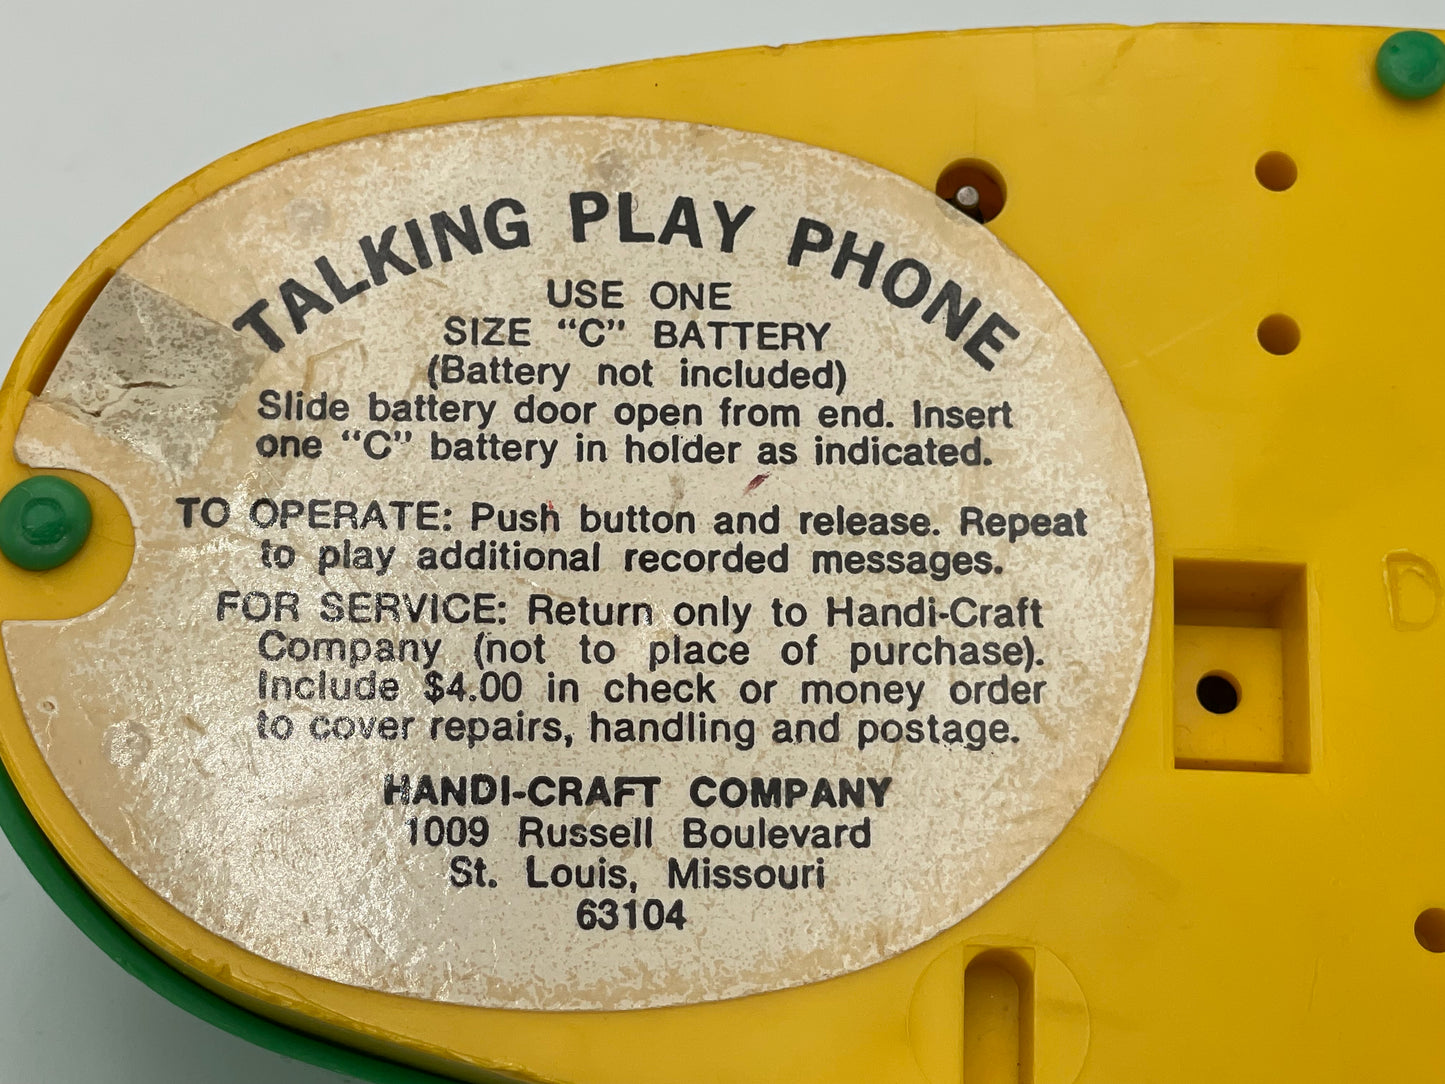 TALKING PLAY PHONE
USE ONE
SIZE “C” BATTERY
(Battery not included)
Slide battery door open from end. Insert
one “C” battery in holder as indicated.
TO OPERATE: Push button and release. Repeat
to play additional recorded messages.
FOR SERVICE: Return only to Handi-Craft
Company (not to place of purchase).
Include $4.00 in check or money order
to cover repairs, handling and postage.
HANDI-CRAFT COMPANY
1009 Russell Boulevard
St. Louis, Missouri
63104
D